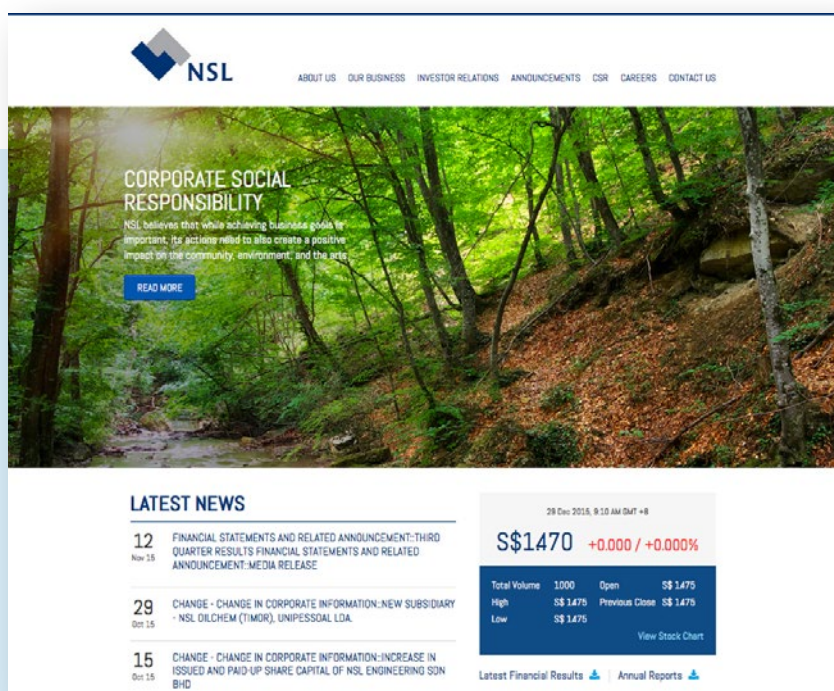 NSL
ABOUT US OUR BUSINESS INVESTOR RELATIONS ANNOUNCEMENTS CSR CAREERS CONTACT US
CORPORATE SOCIAL
RESPONSIBILITY
NSL believes that while achieving business goals is
important, its actions need to also create a positive
impact on the community, environment, and the arts
READ MORE
LATEST NEWS
12
Nov 15
FINANCIAL STATEMENTS AND RELATED ANNOUNCEMENT::THIRD
QUARTER RESULTS FINANCIAL STATEMENTS AND RELATED
ANNOUNCEMENT::MEDIA RELEASE
29
Oct 15
CHANGE - CHANGE IN CORPORATE INFORMATION::NEW SUBSIDIARY
- NSL OILCHEM (TIMOR), UNIPESSOAL LDA.
15
Oct 15
CHANGE - CHANGE IN CORPORATE INFORMATION::INCREASE IN
ISSUED AND PAID-UP SHARE CAPITAL OF NSL ENGINEERING SDN
BHD
29 Dec 2015, 9:10 AM GMT +8
S$1.470 +0.000 / +0.000%
Total Volume 1000 Open S$ 1.475
High S$ 1.475 Previous Close S$ 1.475
Low S$ 1.475
View Stock Chart
Latest Financial Results | Annual Reports